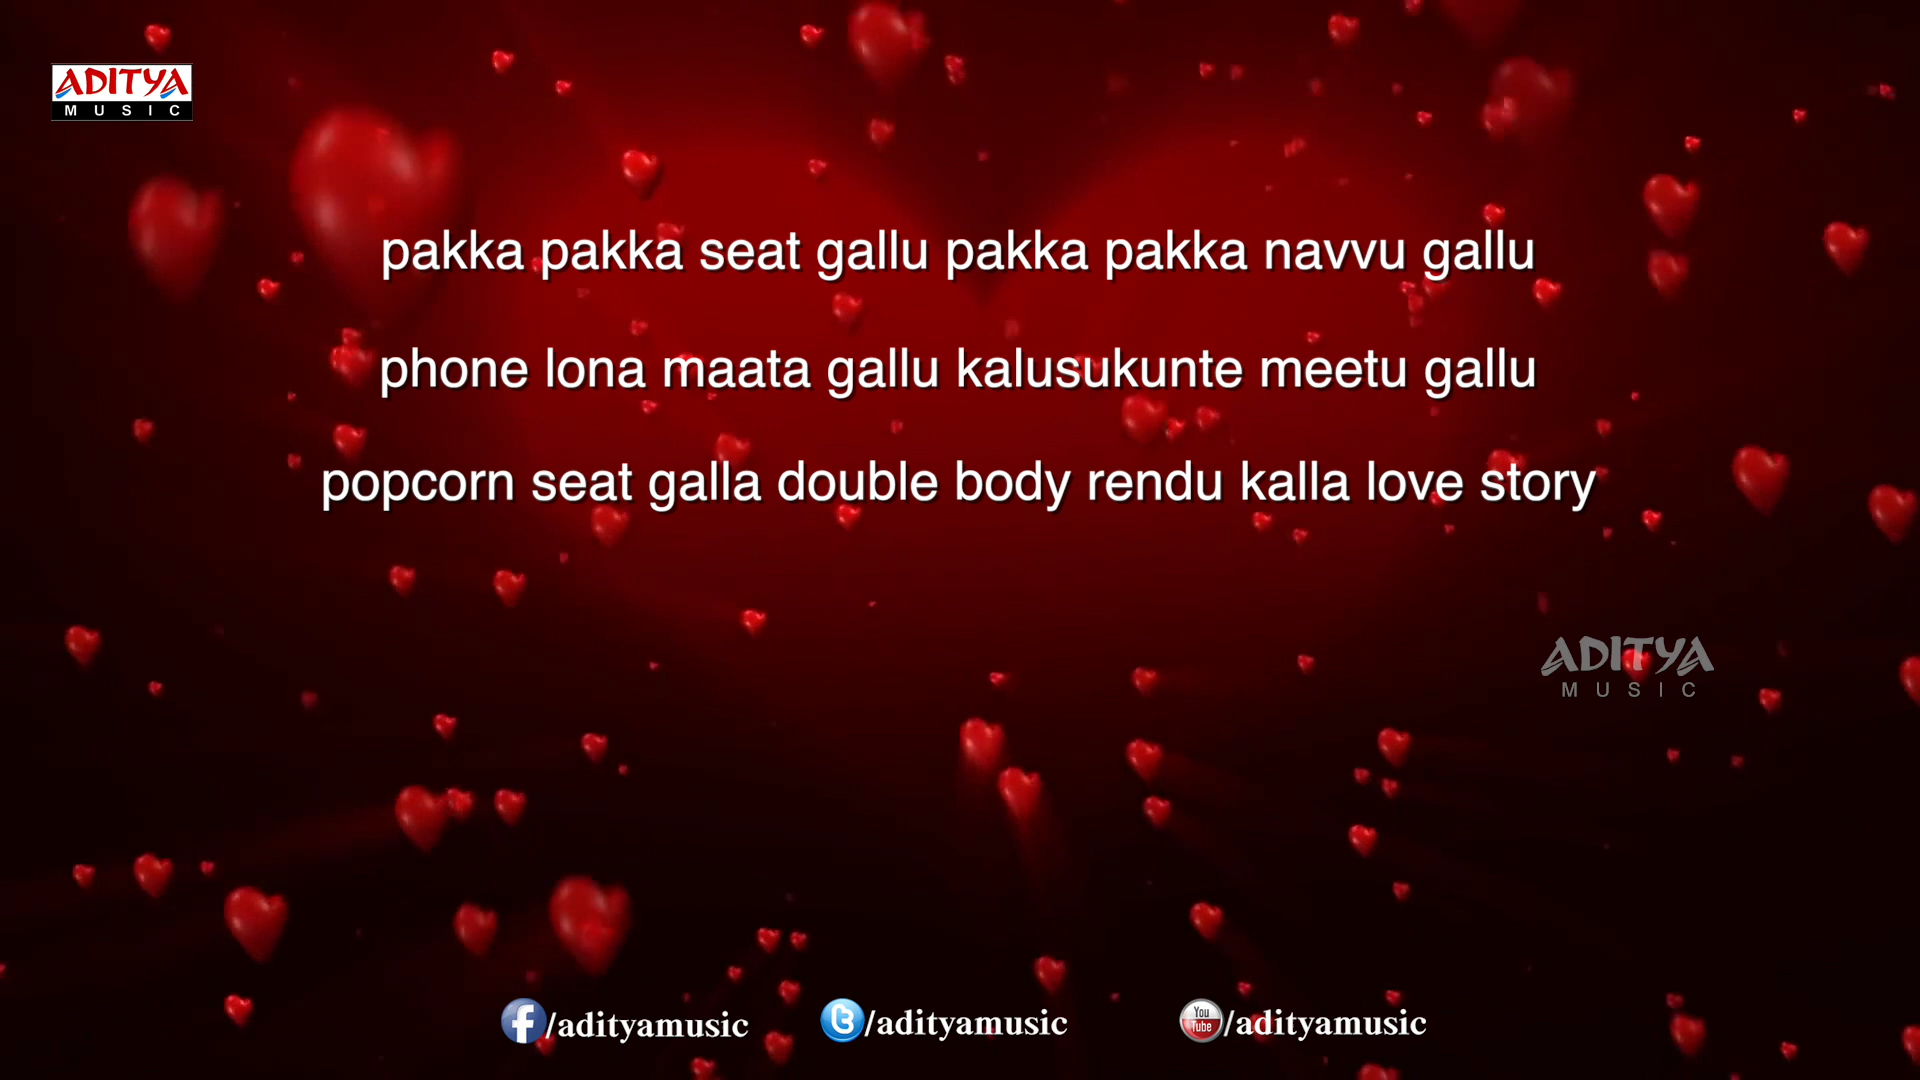 ADITYA
MUSIC
pakka pakka seat gallu pakka pakka navvu gallu
phone lona maata gallu kalusukunte meetu gallu
popcorn seat galla double body rendu kalla love story
ADITYA
MUSIC
f/adityamusic
t/adityamusic
You Tube/adityamusic